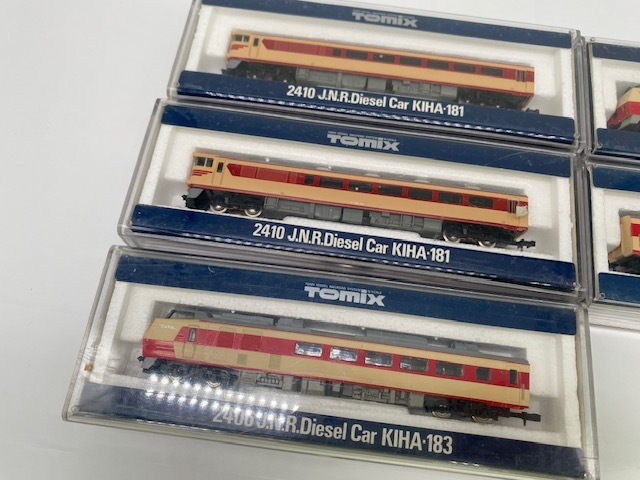 TOMIX
2410 J.N.R.Diesel Car KIHA·181
TOMIX
2410 J.N.R.Diesel Car KIHA·181
TOMIX
J.N.R.Diesel Car KIHA·183